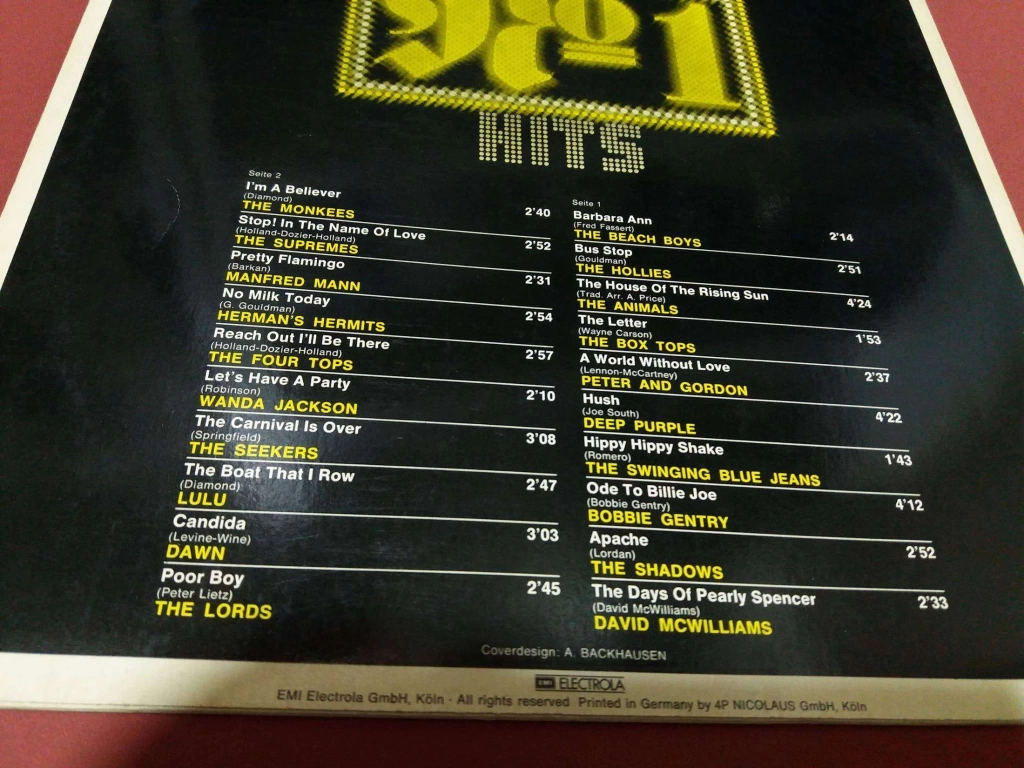 No 1
HITS
Seite 2
I'm A Believer
(Diamond)
THE MONKEES 2'40
Stop! In The Name Of Love
(Holland-Dozier-Holland)
THE SUPREMES 2'52
Pretty Flamingo
(Barkan)
MANFRED MANN 2'31
No Milk Today
(G. Gouldman)
HERMAN'S HERMITS 2'54
Reach Out I'll Be There
(Holland-Dozier-Holland)
THE FOUR TOPS 2'57
Let's Have A Party
(Robinson)
WANDA JACKSON 2'10
The Carnival Is Over
(Springfield)
THE SEEKERS 3'08
The Boat That I Row
(Diamond)
LULU 2'47
Candida
(Levine-Wine)
DAWN 3'03
Poor Boy
(Peter Lietz)
THE LORDS 2'45
Seite 1
Barbara Ann
(Fred Fassert)
THE BEACH BOYS 2'14
Bus Stop
(Gouldman)
THE HOLLIES 2'51
The House Of The Rising Sun
(Trad. Arr. A. Price)
THE ANIMALS 4'24
The Letter
(Wayne Carson)
THE BOX TOPS 1'53
A World Without Love
(Lennon-McCartney)
PETER AND GORDON 2'37
Hush
(Joe South)
DEEP PURPLE 4'22
Hippy Hippy Shake
(Romero)
THE SWINGING BLUE JEANS 1'43
Ode To Billie Joe
(Bobbie Gentry)
BOBBIE GENTRY 4'12
Apache
(Lordan)
THE SHADOWS 2'52
The Days Of Pearly Spencer
(David McWilliams)
DAVID MCWILLIAMS 2'33
Coverdesign: A. BACKHAUSEN
EMI ELECTROLA
EMI Electrola GmbH, Köln · All rights reserved Printed in Germany by 4P NICOLAUS GmbH, Köln